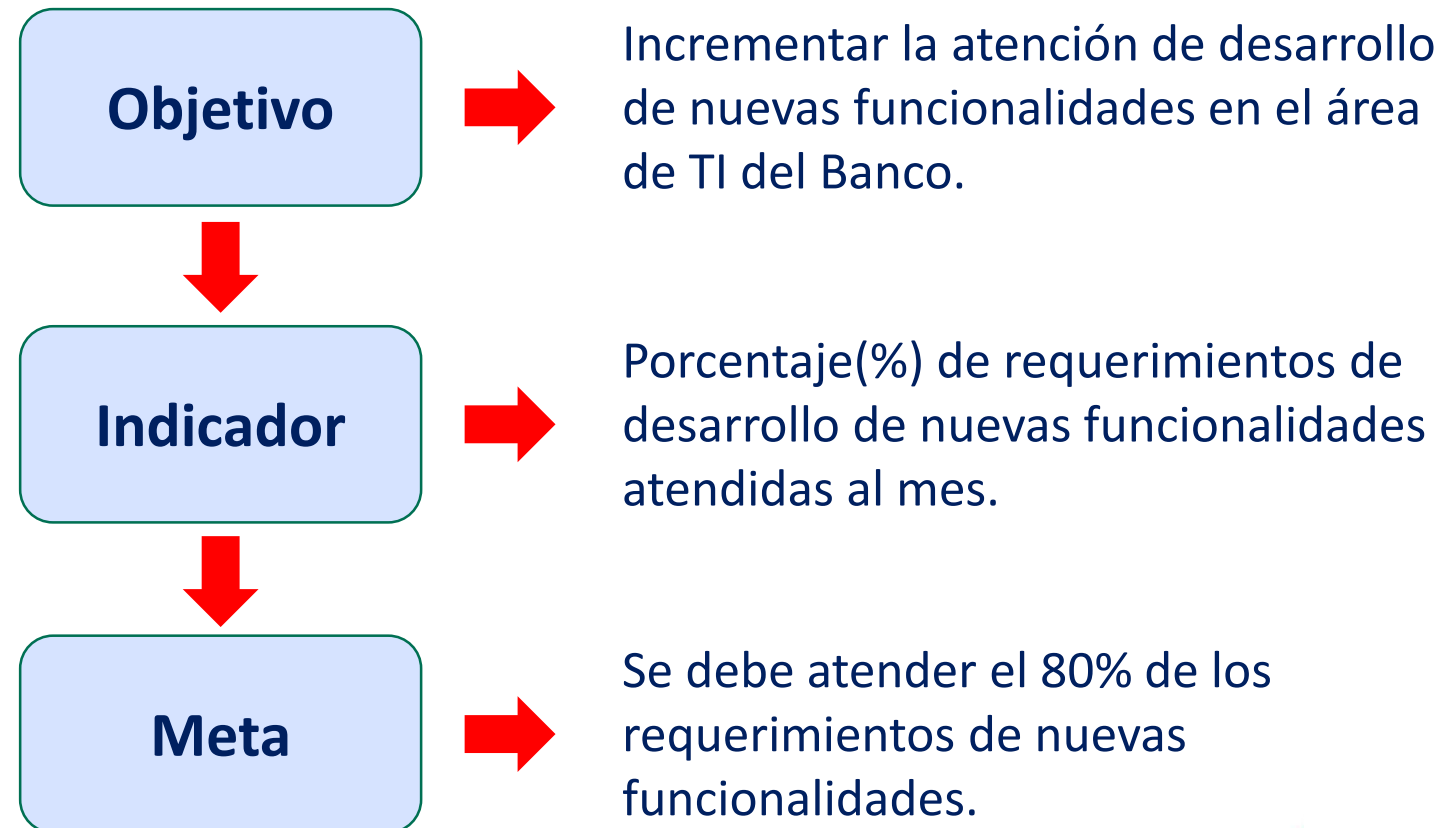 Objetivo
Incrementar la atención de desarrollo
de nuevas funcionalidades en el área
de TI del Banco.
Indicador
Porcentaje(%) de requerimientos de
desarrollo de nuevas funcionalidades
atendidas al mes.
Meta
Se debe atender el 80% de los
requerimientos de nuevas
funcionalidades.